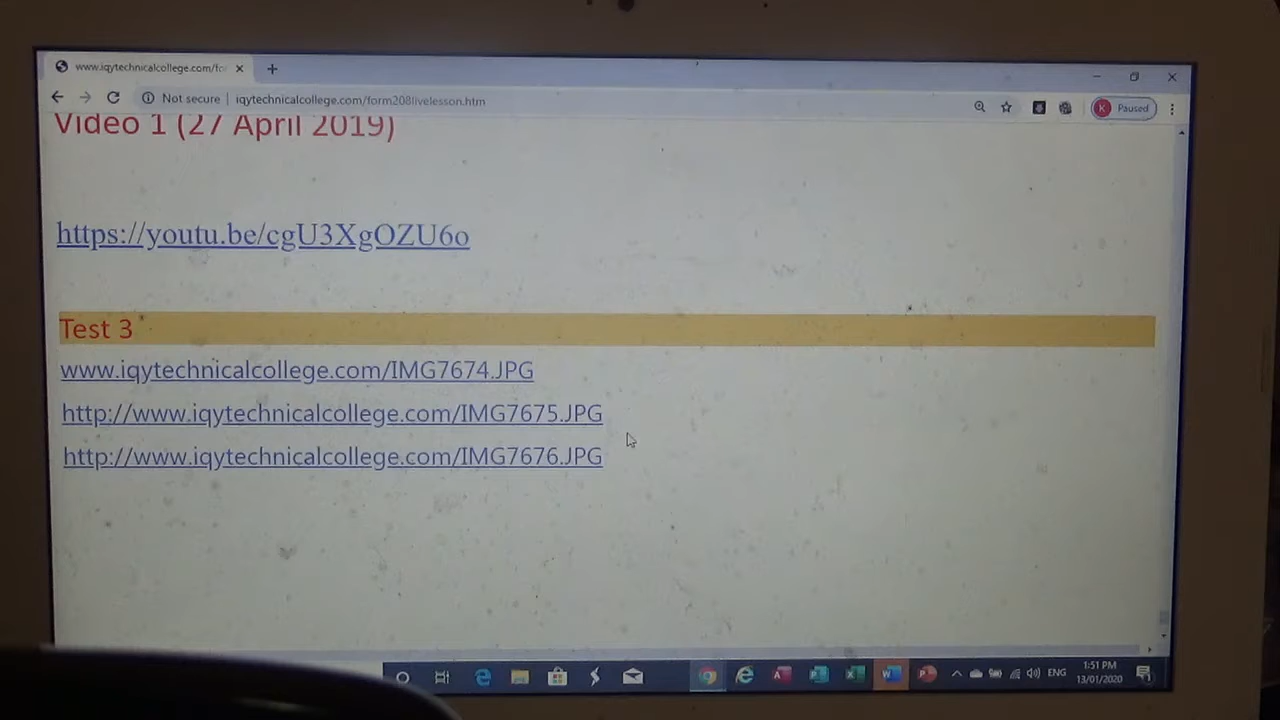 www.iqytechnicalcollege.com/fo
Not secure | iqytechnicalcollege.com/form208livelesson.htm
K Paused
Video 1 (27 April 2019)
https://youtu.be/cgU3XgOZU6o
Test 3
www.iqytechnicalcollege.com/IMG7674.JPG
http://www.iqytechnicalcollege.com/IMG7675.JPG
http://www.iqytechnicalcollege.com/IMG7676.JPG
ENG
1:51 PM
13/01/2020